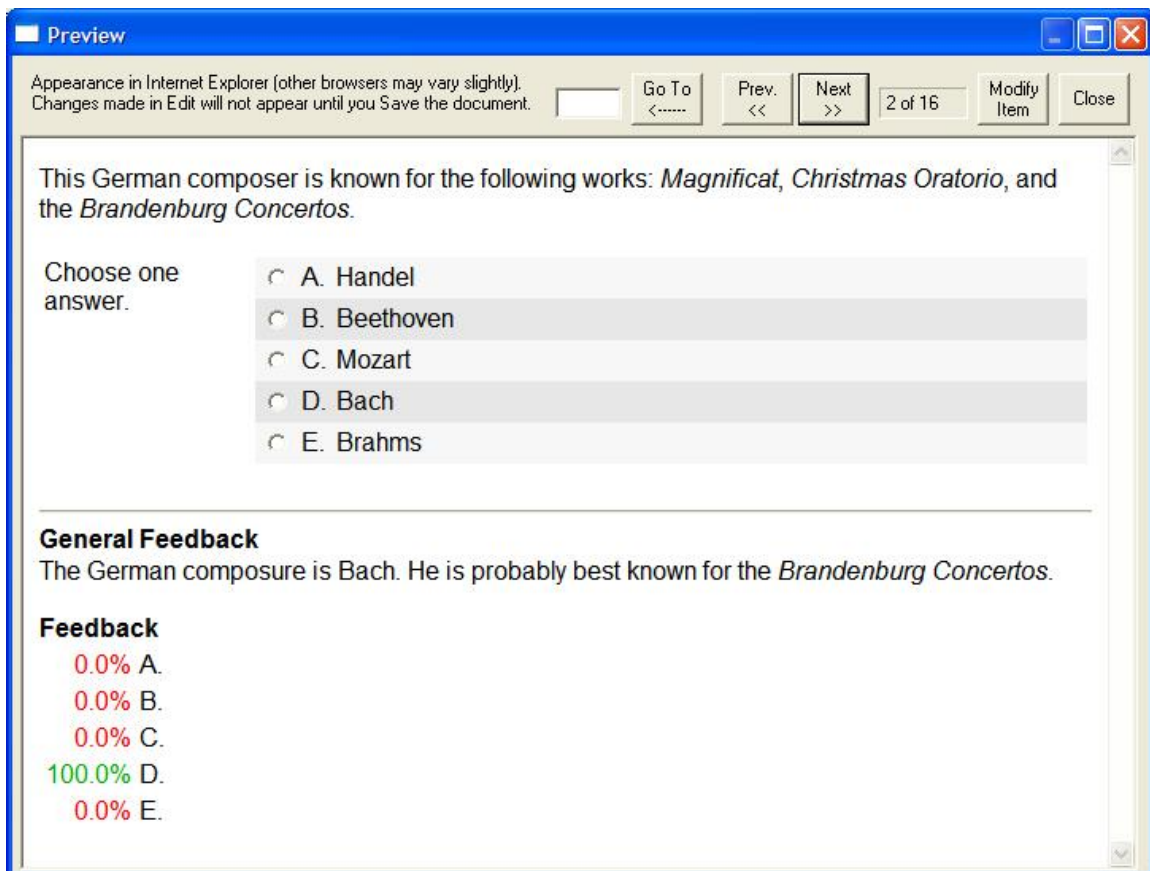 Preview
Appearance in Internet Explorer (other browsers may vary slightly).
Changes made in Edit will not appear until you Save the document.
Go To
<------
Prev.
<<
Next
>>
2 of 16
Modify
Item
Close
This German composer is known for the following works: Magnificat, Christmas Oratorio, and
the Brandenburg Concertos.
Choose one
answer.
A. Handel
B. Beethoven
C. Mozart
D. Bach
E. Brahms
General Feedback
The German composure is Bach. He is probably best known for the Brandenburg Concertos.
Feedback
0.0% A.
0.0% B.
0.0% C.
100.0% D.
0.0% E.